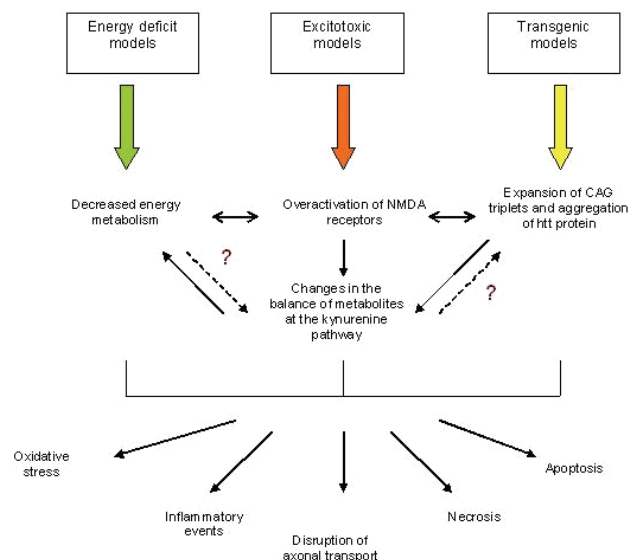 Energy deficit
models
Excitotoxic
models
Transgenic
models
Decreased energy
metabolism
Overactivation of NMDA
receptors
Expansion of CAG
triplets and aggregation
of htt protein
?
?
Changes in the
balance of metabolites
at the kynurenine
pathway
Oxidative
stress
Inflammatory
events
Disruption of
axonal transport
Necrosis
Apoptosis